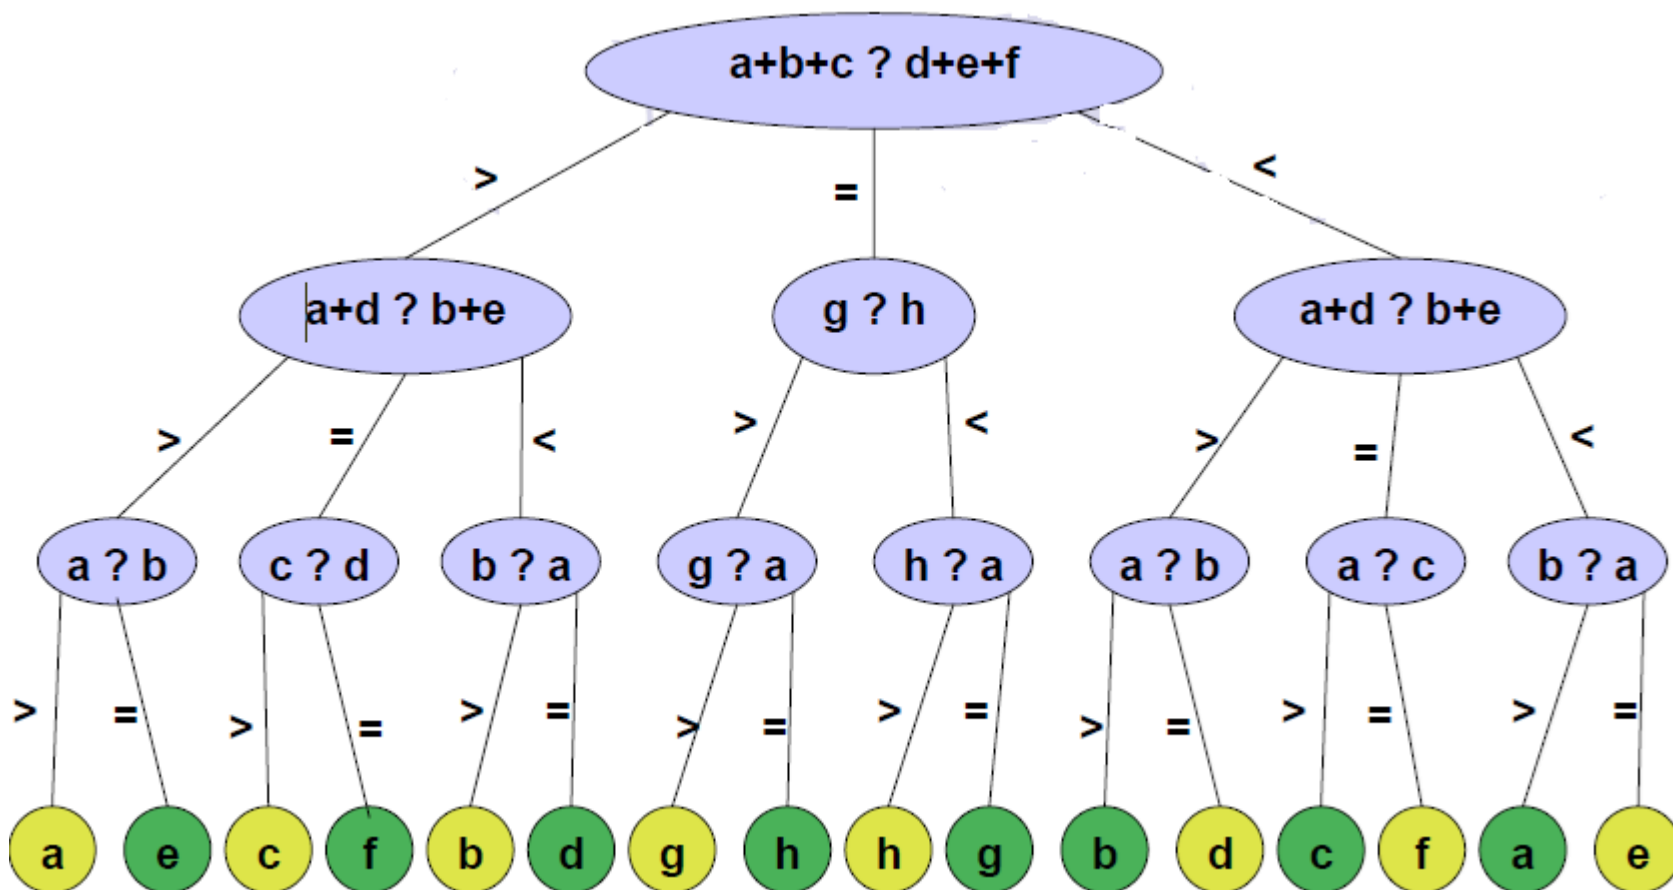 a+b+c ? d+e+f
> = <
a+d ? b+e g ? h a+d ? b+e
> = < > < > = <
a ? b c ? d b ? a g ? a h ? a a ? b a ? c b ? a
> = > = > = > = > = > = > = > =
a e c f b d g h h g b d c f a e